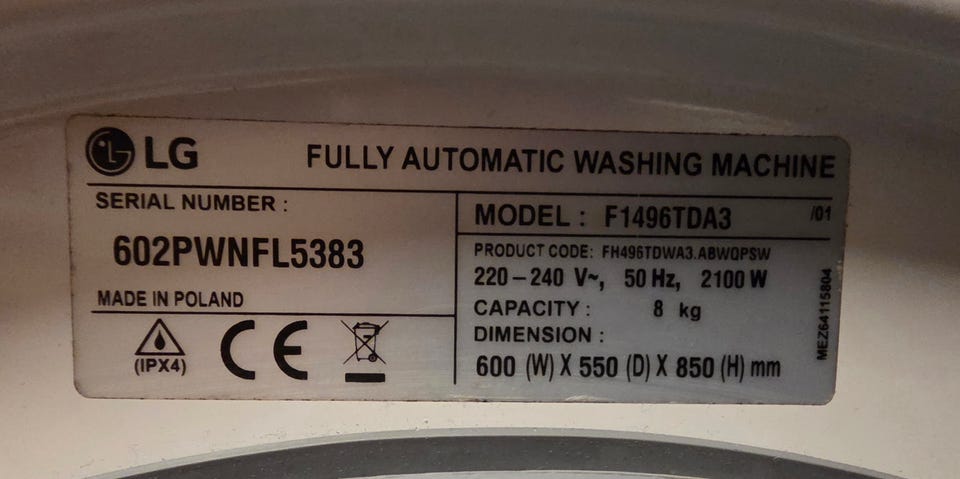 LG FULLY AUTOMATIC WASHING MACHINE
SERIAL NUMBER :
602PWNFL5383
MADE IN POLAND
(IPX4) CE
MODEL : F1496TDA3 /01
PRODUCT CODE: FH496TDWA3.ABWQPSW
220–240 V~, 50 Hz, 2100 W
CAPACITY : 8 kg
DIMENSION :
600 (W) X 550 (D) X 850 (H) mm
MEZ64115804